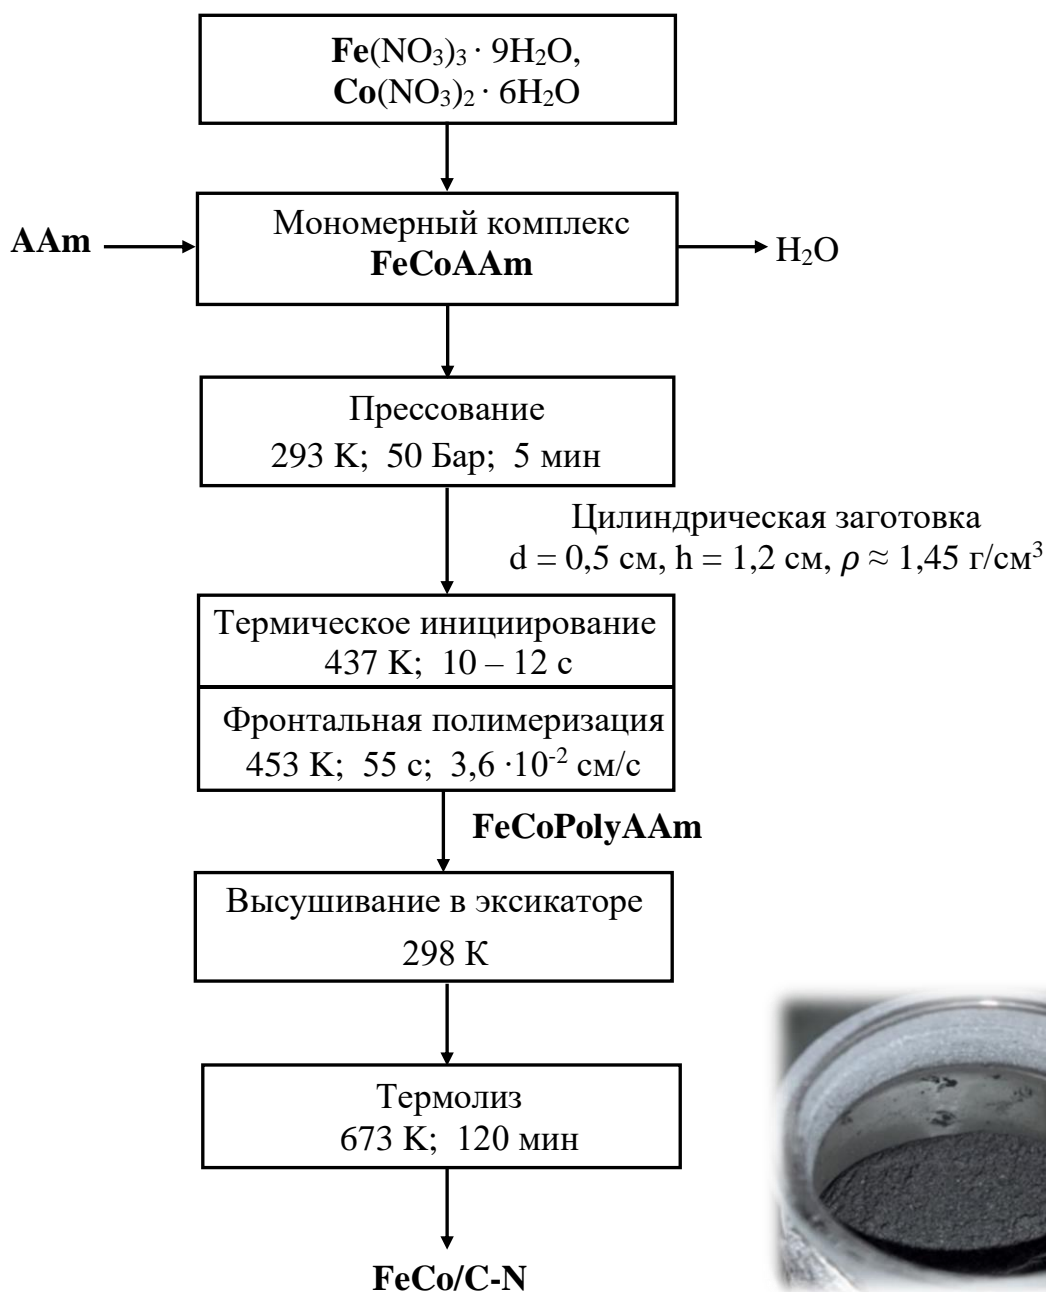 Fe(NO₃)₃ · 9H₂O,
Co(NO₃)₂ · 6H₂O
AAm
Мономерный комплекс
FeCoAAm
H₂O
Прессование
293 K; 50 Бар; 5 мин
Цилиндрическая заготовка
d = 0,5 см, h = 1,2 см, ρ ≈ 1,45 г/см³
Термическое инициирование
437 K; 10 – 12 с
Фронтальная полимеризация
453 K; 55 с; 3,6 ·10⁻² см/с
FeCoPolyAAm
Высушивание в эксикаторе
298 К
Термолиз
673 K; 120 мин
FeCo/C-N